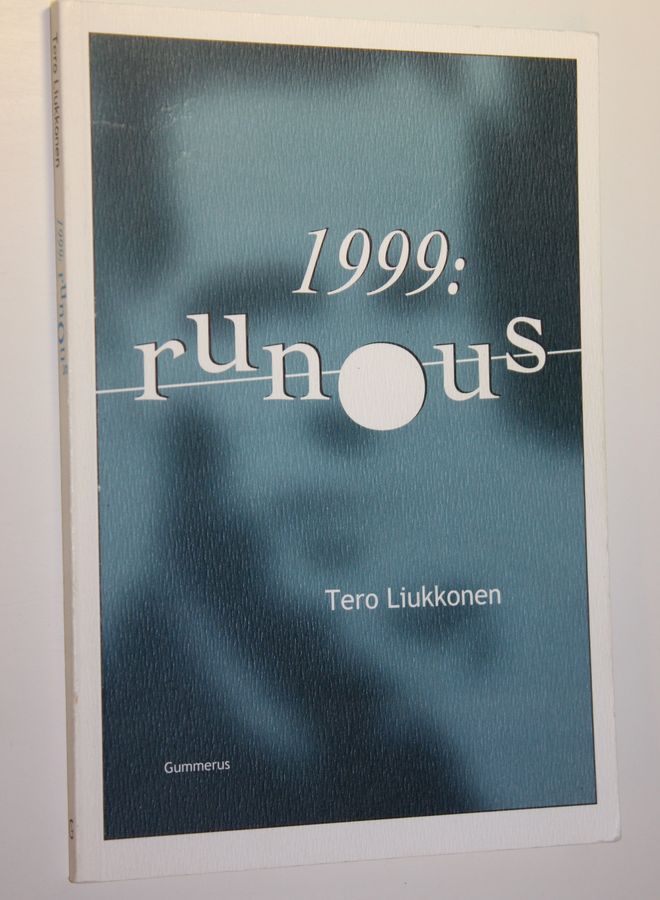 1999:
runous
Tero Liukkonen
Gummerus
Tero Liukkonen 1999: runous